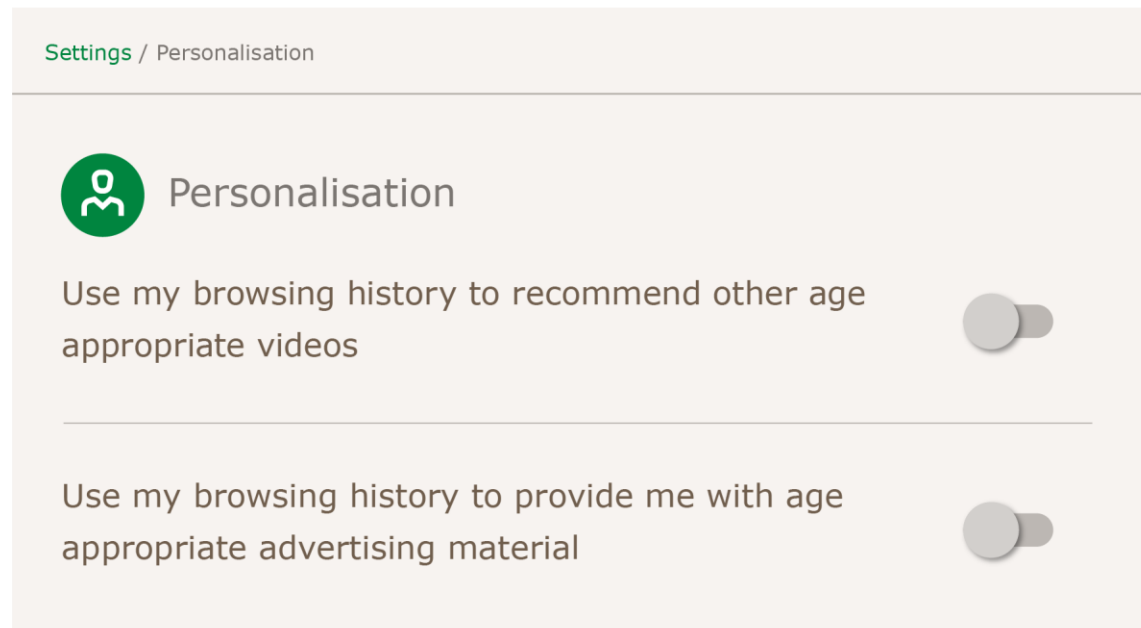 Settings / Personalisation
Personalisation
Use my browsing history to recommend other age
appropriate videos
Use my browsing history to provide me with age
appropriate advertising material